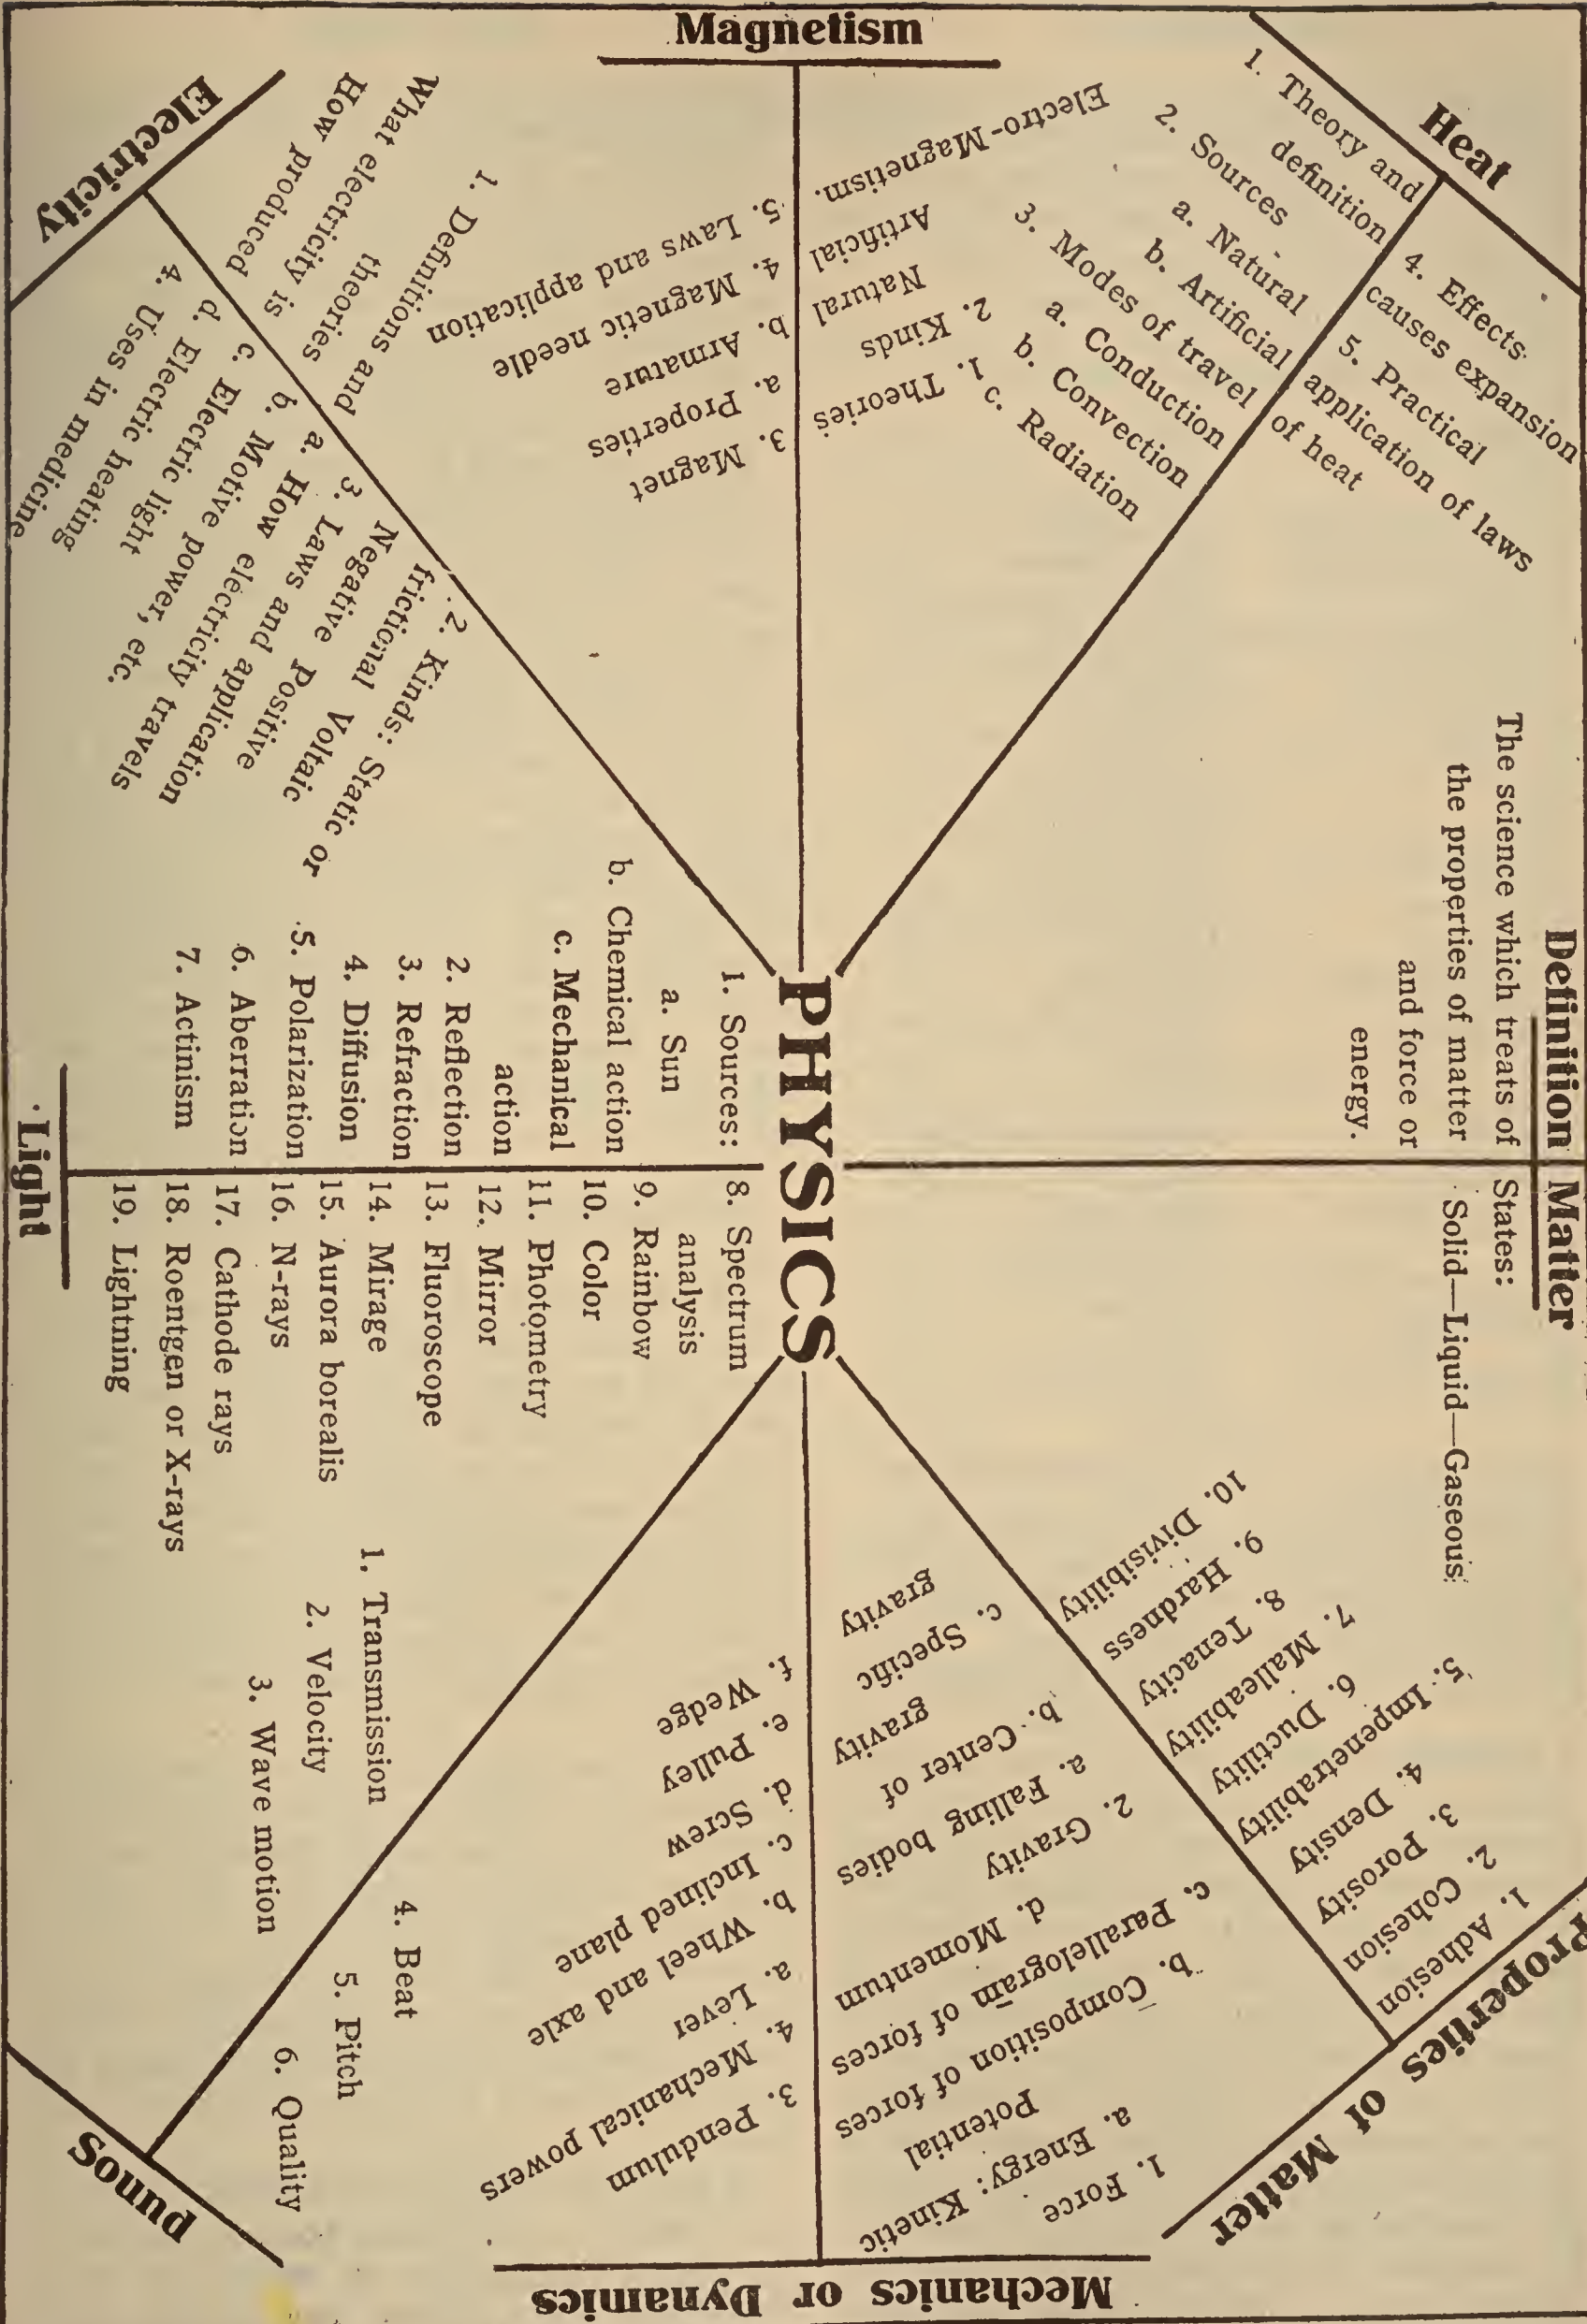 PHYSICS
Definition
The science which treats of
the properties of matter
and force or
energy.
Matter
States:
Solid—Liquid—Gaseous
Properties of Matter
1. Adhesion
2. Cohesion
3. Porosity
4. Density
5. Impenetrability
6. Ductility
7. Malleability
8. Tenacity
9. Hardness
10. Divisibility
Mechanics or Dynamics
1. Force
a. Energy: Kinetic
Potential
b. Composition of forces
c. Parallelogram of forces
d. Momentum
2. Gravity
a. Falling bodies
b. Center of
gravity
c. Specific
gravity
3. Pendulum
4. Mechanical powers
a. Lever
b. Wheel and axle
c. Inclined plane
d. Screw
e. Pulley
f. Wedge
Sound
1. Transmission
2. Velocity
3. Wave motion
4. Beat
5. Pitch
6. Quality
Light
1. Sources:
a. Sun
b. Chemical action
c. Mechanical
action
2. Reflection
3. Refraction
4. Diffusion
5. Polarization
6. Aberration
7. Actinism
8. Spectrum
analysis
9. Rainbow
10. Color
11. Photometry
12. Mirror
13. Fluoroscope
14. Mirage
15. Aurora borealis
16. N-rays
17. Cathode rays
18. Roentgen or X-rays
19. Lightning
Electricity
1. Definitions and
theories
What electricity is
How produced
2. Kinds: Static or
frictional Voltaic
Negative Positive
3. Laws and application
a. How electricity travels
b. Motive power, etc.
c. Electric light
d. Electric heating
4. Uses in medicine
Magnetism
1. Theories
2. Kinds
Natural
Artificial
Electro-Magnetism.
3. Magnet
a. Properties
b. Armature
4. Magnetic needle
5. Laws and application
Heat
1. Theory and
definition
2. Sources
a. Natural
b. Artificial
3. Modes of travel
a. Conduction
b. Convection
c. Radiation
4. Effects
causes expansion
5. Practical
application of laws
of heat